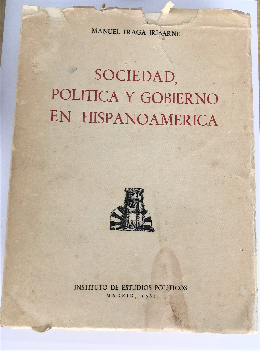 MANUEL FRAGA IRIBARNE
SOCIEDAD,
POLITICA Y GOBIERNO
EN HISPANOAMERICA
INSTITUTO DE ESTUDIOS POLITICOS
MADRID,